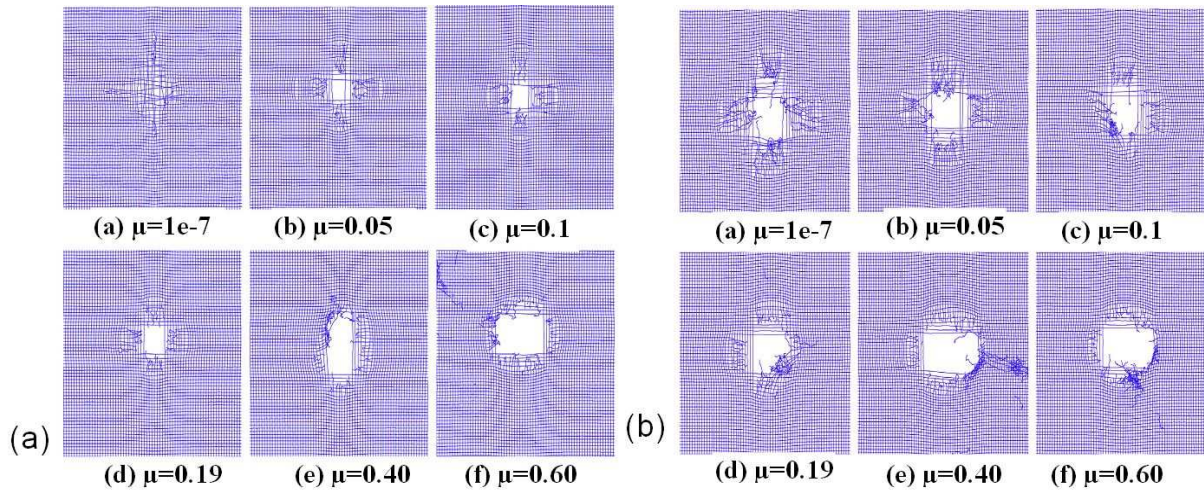 (a) μ=1e-7
(b) μ=0.05
(c) μ=0.1
(d) μ=0.19
(e) μ=0.40
(f) μ=0.60
(a)
(a) μ=1e-7
(b) μ=0.05
(c) μ=0.1
(d) μ=0.19
(e) μ=0.40
(f) μ=0.60
(b)